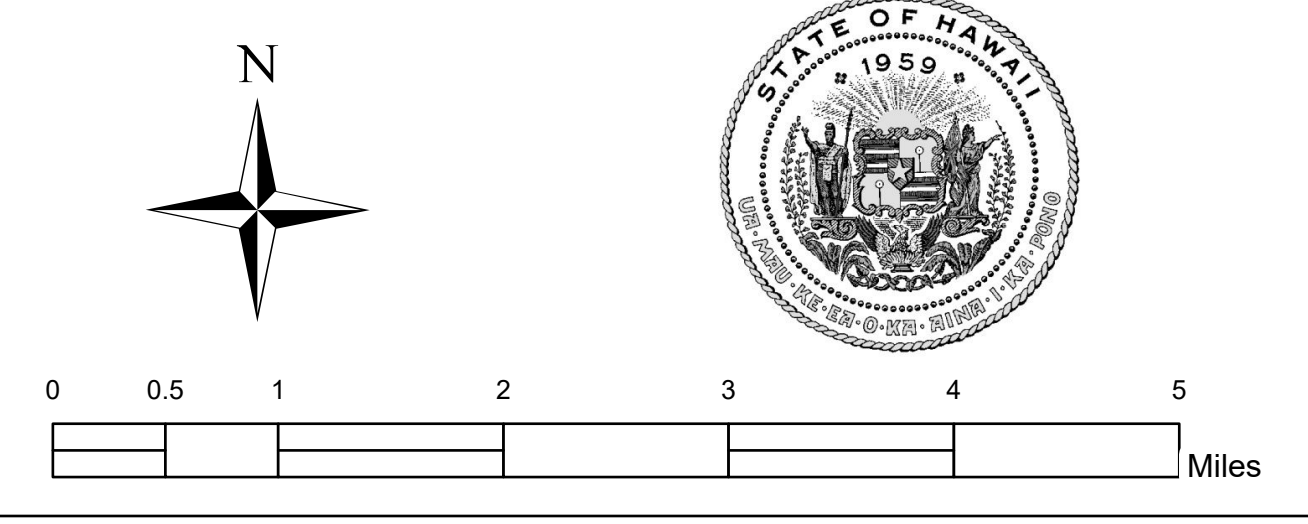 N
STATE OF HAWAII
1959
UA·MAU·KE·EA·O·KA·AINA·I·KA·PONO
0 0.5 1 2 3 4 5
Miles